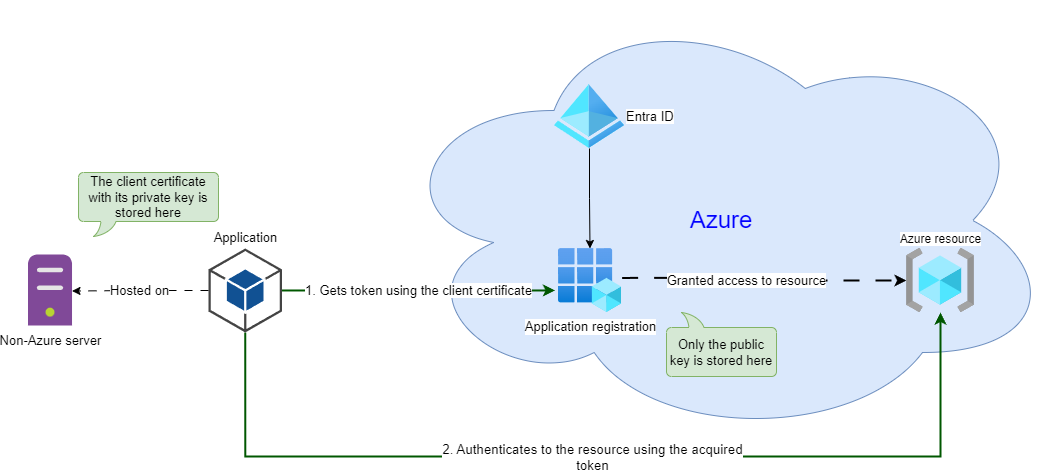 Entra ID
The client certificate
with its private key is
stored here
Azure
Application
Azure resource
Hosted on
1. Gets token using the client certificate
Granted access to resource
Application registration
Non-Azure server
Only the public
key is stored here
2. Authenticates to the resource using the acquired
token